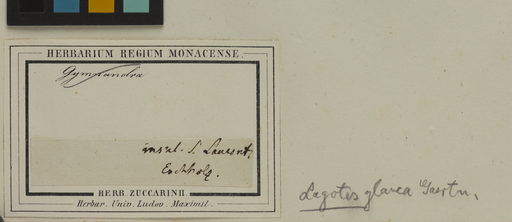 HERBARIUM REGIUM MONACENSE.
Gymnandra
insul. S. Laurent,
Eschholz.
HERB. ZUCCARINII.
Herbar. Univ. Ludov. Maximil.
Lagotis glauca Gaertn.